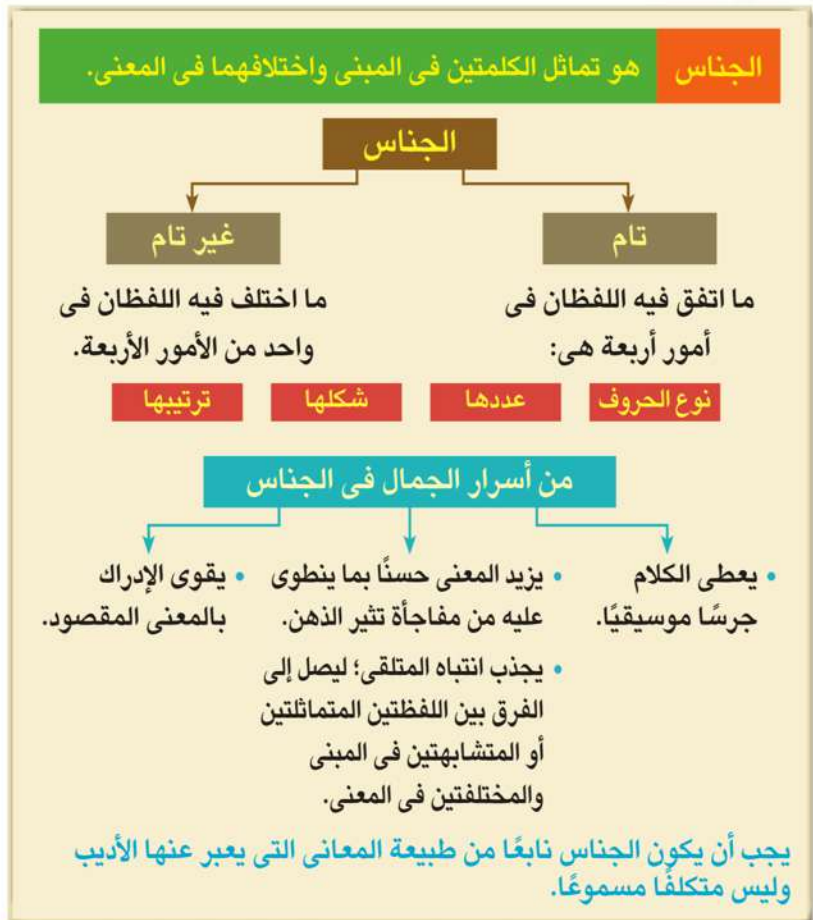 الجناس هو تماثل الكلمتين فى المبنى واختلافهما فى المعنى.
الجناس
تام
غير تام
ما اتفق فيه اللفظان فى
أمور أربعة هى:
ما اختلف فيه اللفظان فى
واحد من الأمور الأربعة.
نوع الحروف
عددها
شكلها
ترتيبها
من أسرار الجمال فى الجناس
• يعطى الكلام
جرسًا موسيقيًا.
• يزيد المعنى حسنًا بما ينطوى
عليه من مفاجأة تثير الذهن.
• يجذب انتباه المتلقى؛ ليصل إلى
الفرق بين اللفظتين المتماثلتين
أو المتشابهتين فى المبنى
والمختلفتين فى المعنى.
• يقوى الإدراك
بالمعنى المقصود.
يجب أن يكون الجناس نابعًا من طبيعة المعانى التى يعبر عنها الأديب
وليس متكلفًا مسموعًا.